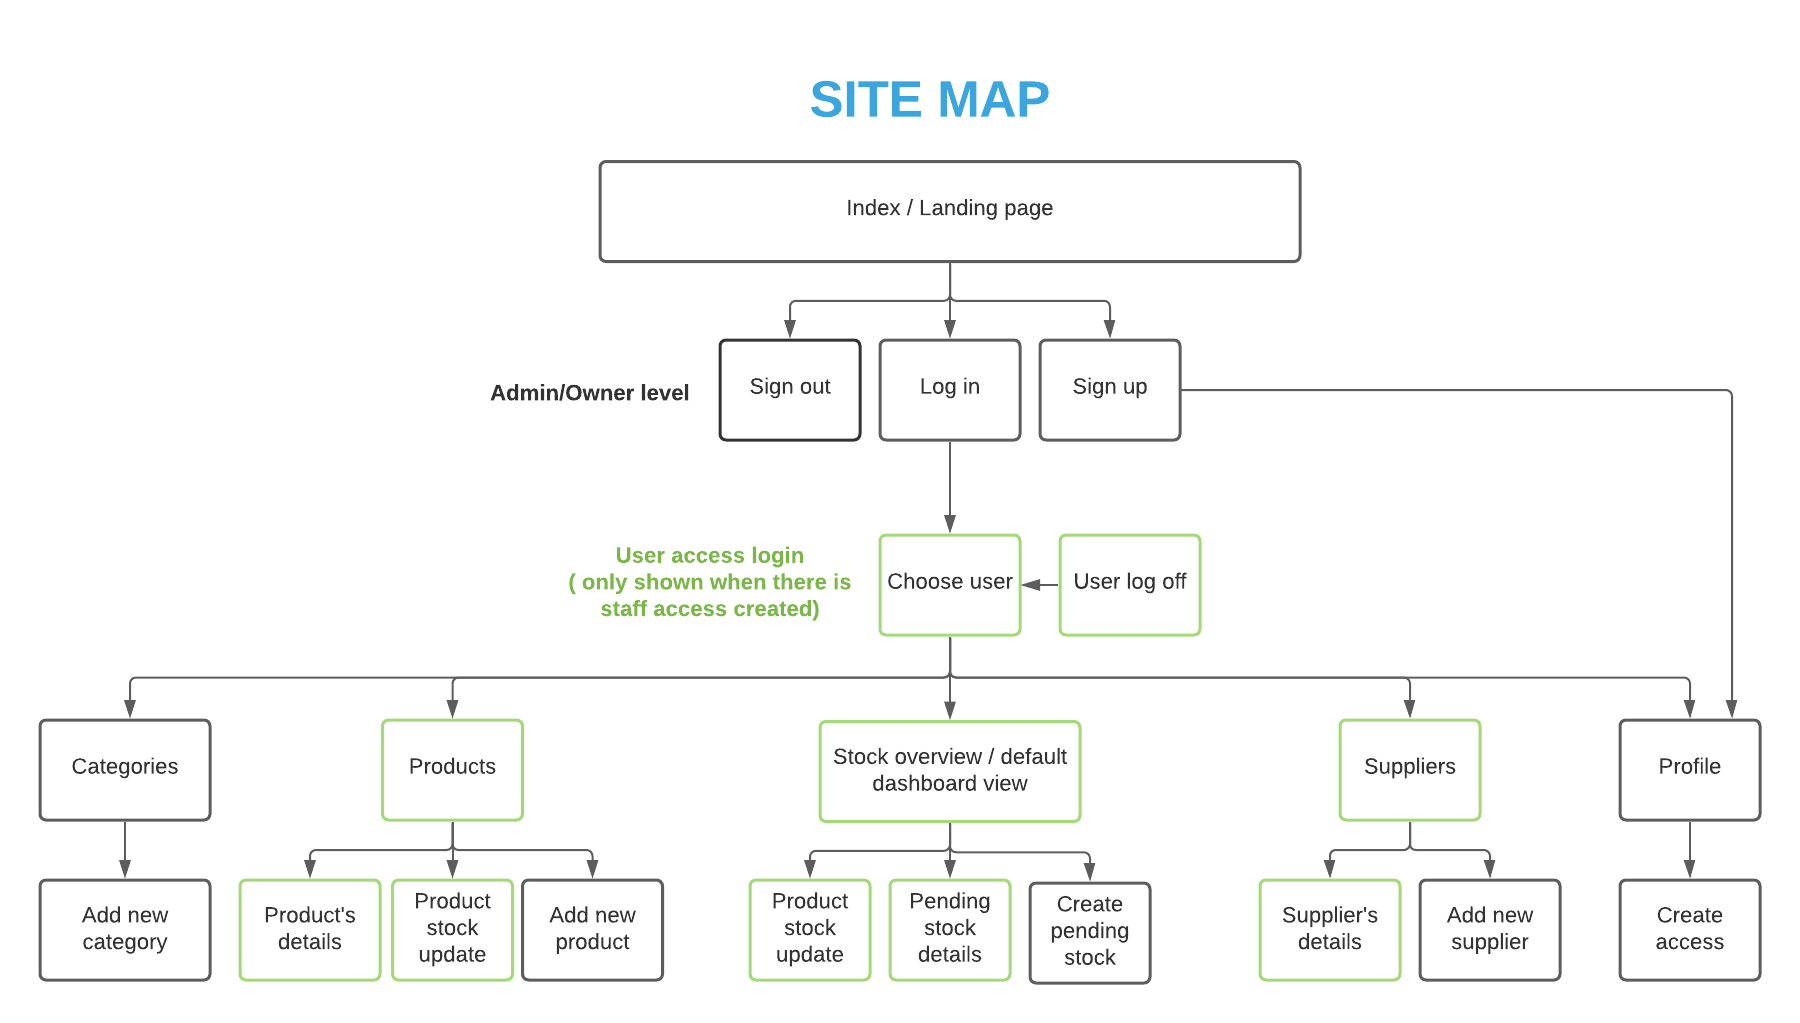 SITE MAP
Index / Landing page
Admin/Owner level
Sign out
Log in
Sign up
User access login
( only shown when there is
staff access created)
Choose user
User log off
Categories
Products
Stock overview / default
dashboard view
Suppliers
Profile
Add new
category
Product's
details
Product
stock
update
Add new
product
Product
stock
update
Pending
stock
details
Create
pending
stock
Supplier's
details
Add new
supplier
Create
access